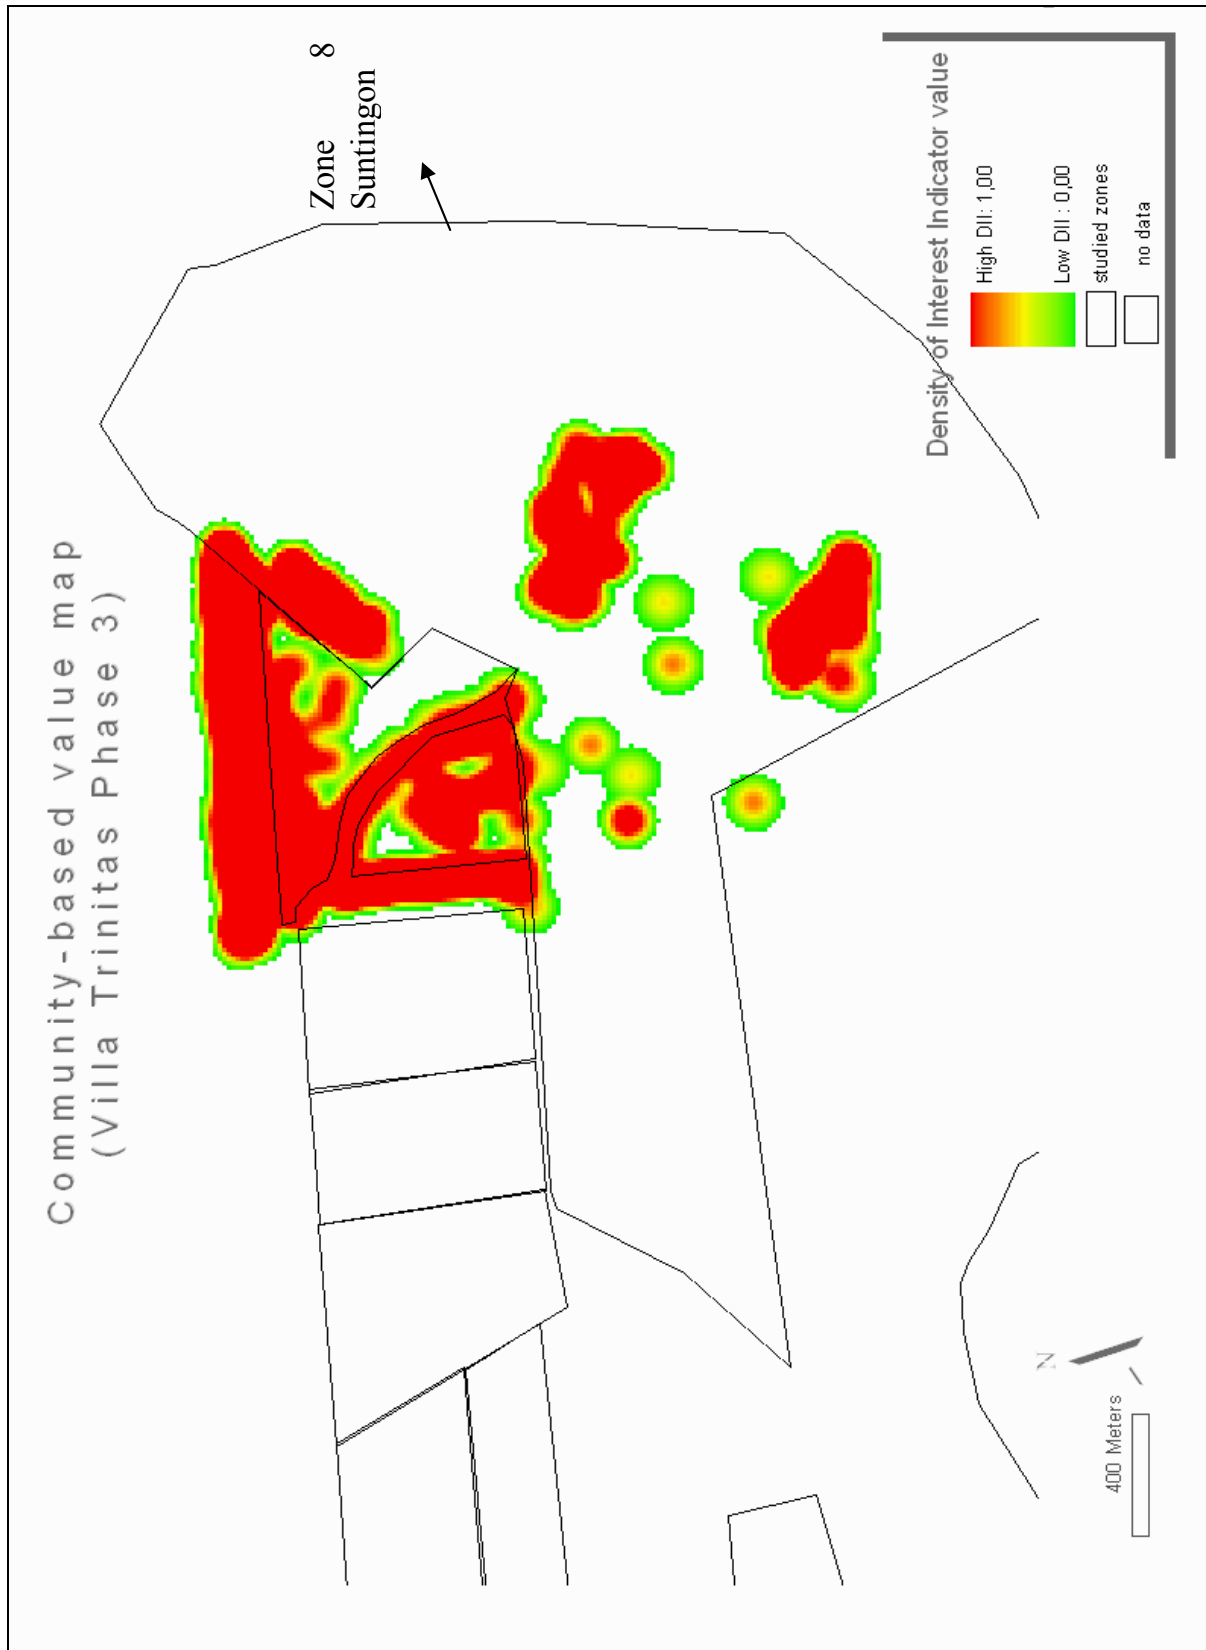 Community-based value map
(Villa Trinitas Phase 3)
Zone 8
Suntingon
Density of Interest Indicator value
High DII: 1,00
Low DII : 0,00
studied zones
no data
400 Meters
N